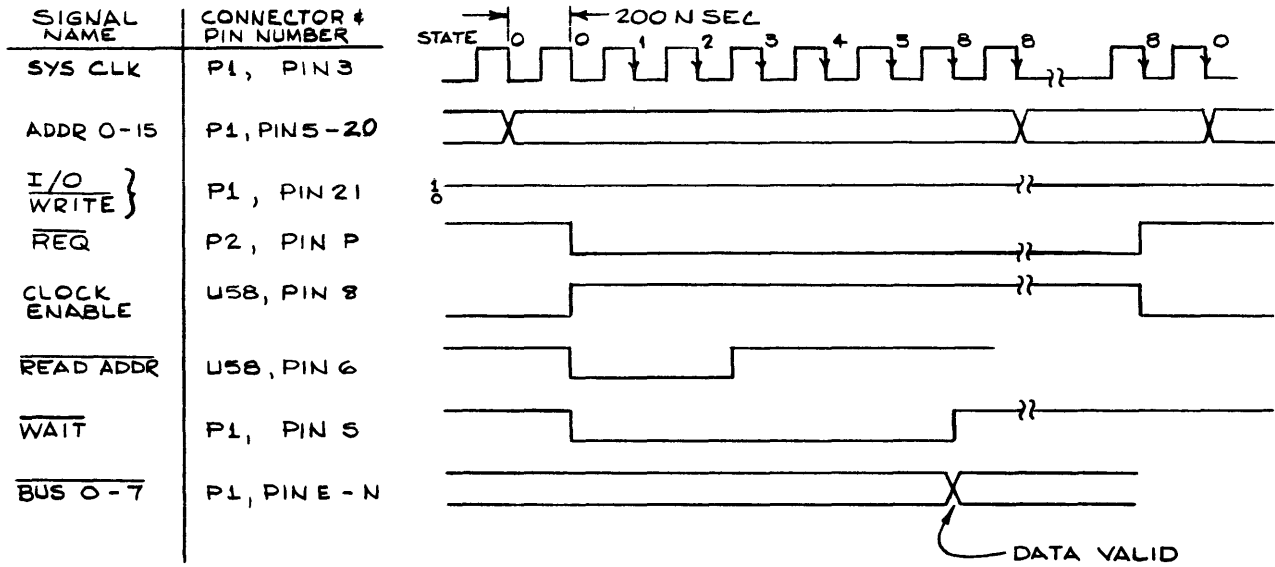 SIGNAL NAME
CONNECTOR & PIN NUMBER
200 N SEC
STATE 0 0 1 2 3 4 5 8 8 8 0
SYS CLK P1, PIN 3
ADDR 0-15 P1, PIN 5-20
I/O WRITE } P1, PIN 21 1 0
REQ P2, PIN P
CLOCK ENABLE U58, PIN 8
READ ADDR U58, PIN 6
WAIT P1, PIN 5
BUS 0-7 P1, PIN E-N
DATA VALID